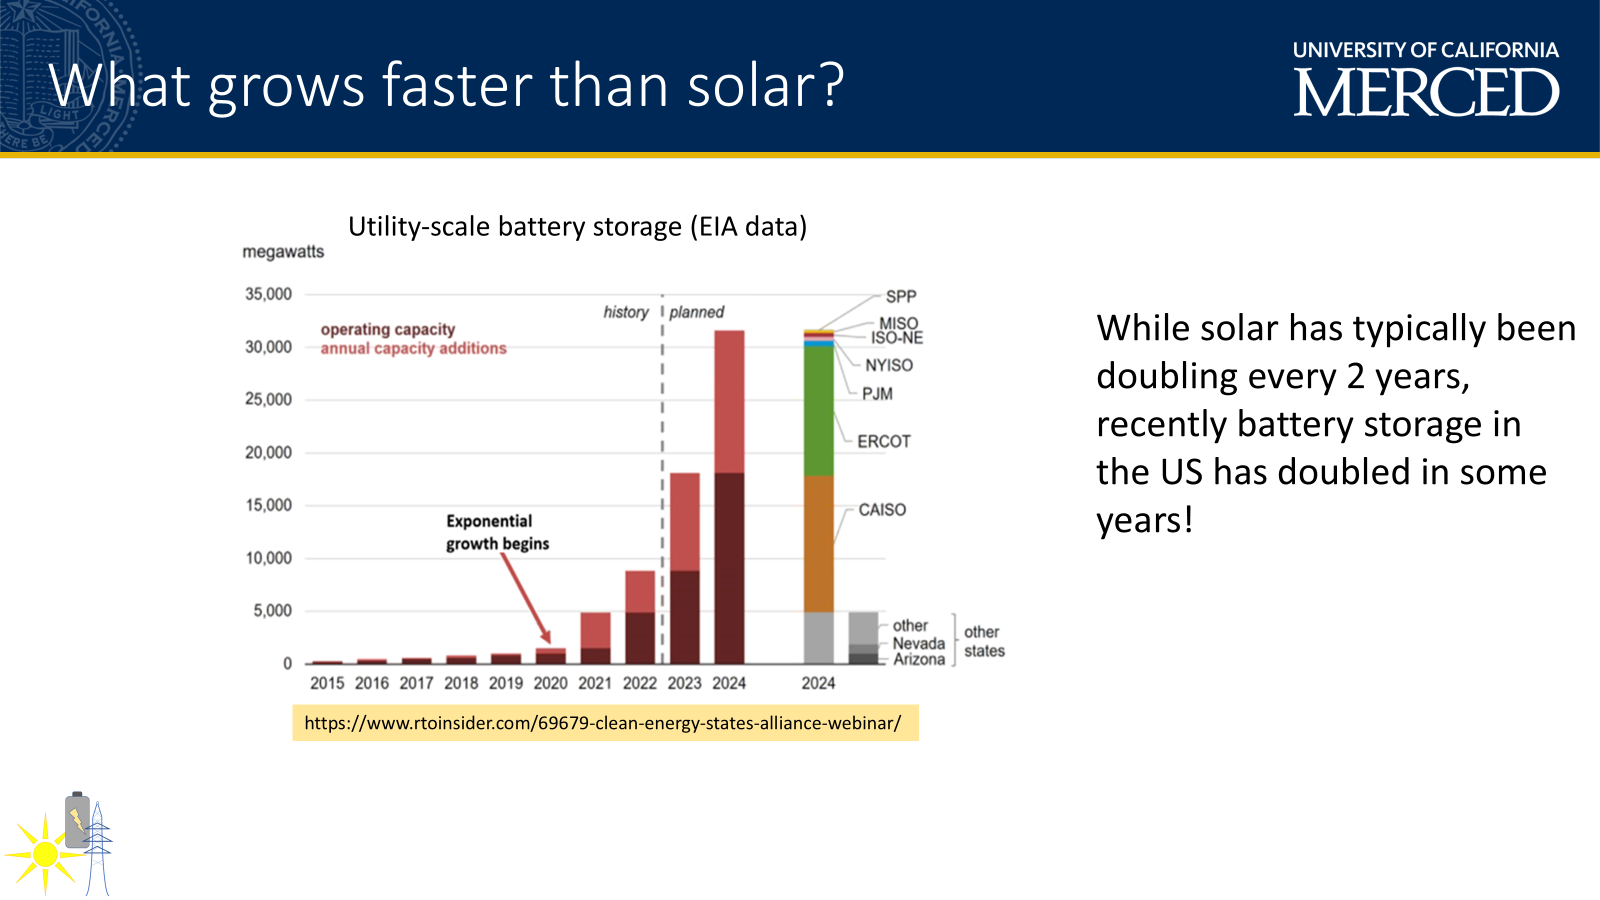 What grows faster than solar?
UNIVERSITY OF CALIFORNIA
MERCED
LIGHT
Utility-scale battery storage (EIA data)
megawatts
35,000
30,000
25,000
20,000
15,000
10,000
5,000
0
operating capacity
annual capacity additions
history
planned
Exponential
growth begins
2015 2016 2017 2018 2019 2020 2021 2022 2023 2024 2024
SPP
MISO
ISO-NE
NYISO
PJM
ERCOT
CAISO
other
Nevada
Arizona
other
states
https://www.rtoinsider.com/69679-clean-energy-states-alliance-webinar/
While solar has typically been
doubling every 2 years,
recently battery storage in
the US has doubled in some
years!